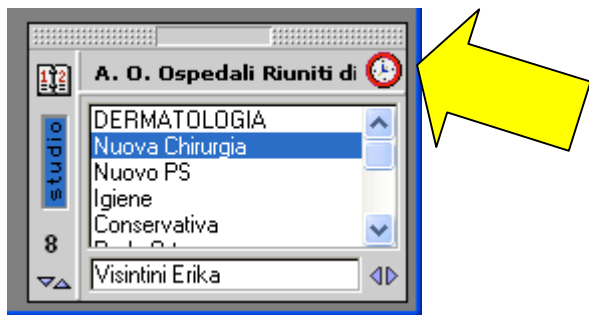 A. O. Ospedali Riuniti di
studio
DERMATOLOGIA
Nuova Chirurgia
Nuovo PS
Igiene
Conservativa
8
Visintini Erika